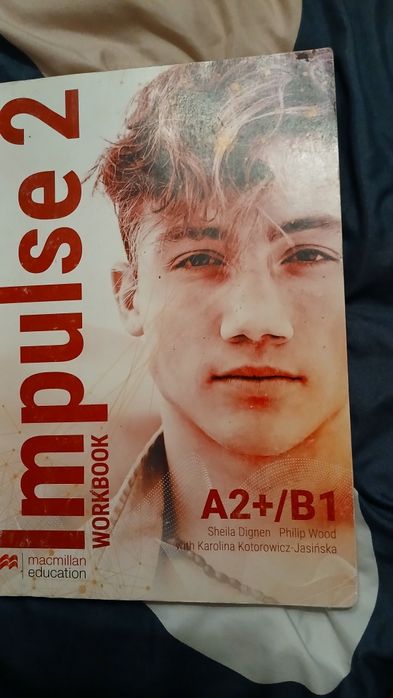 Impulse 2
WORKBOOK
A2+/B1
Sheila Dignen Philip Wood
with Karolina Kotorowicz-Jasińska
macmillan
education